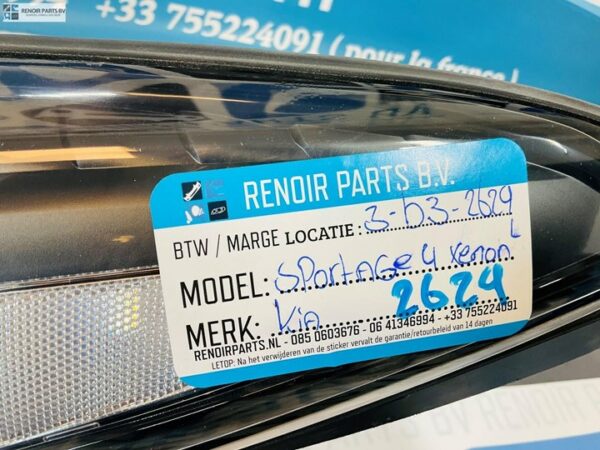 RENOIR PARTS BV
+33 755224091 ( pour la france )
RENOIR PARTS B.V.
BTW / MARGE LOCATIE : 3-D3-2629
MODEL: SPORTAGE 4 xenon L
MERK: Kia 2629
RENOIRPARTS.NL - 085 0603676 - 06 41346994 - +33 755224091
LETOP: Na het verwijderen van de sticker vervalt de garantie/retourbeleid van 14 dagen